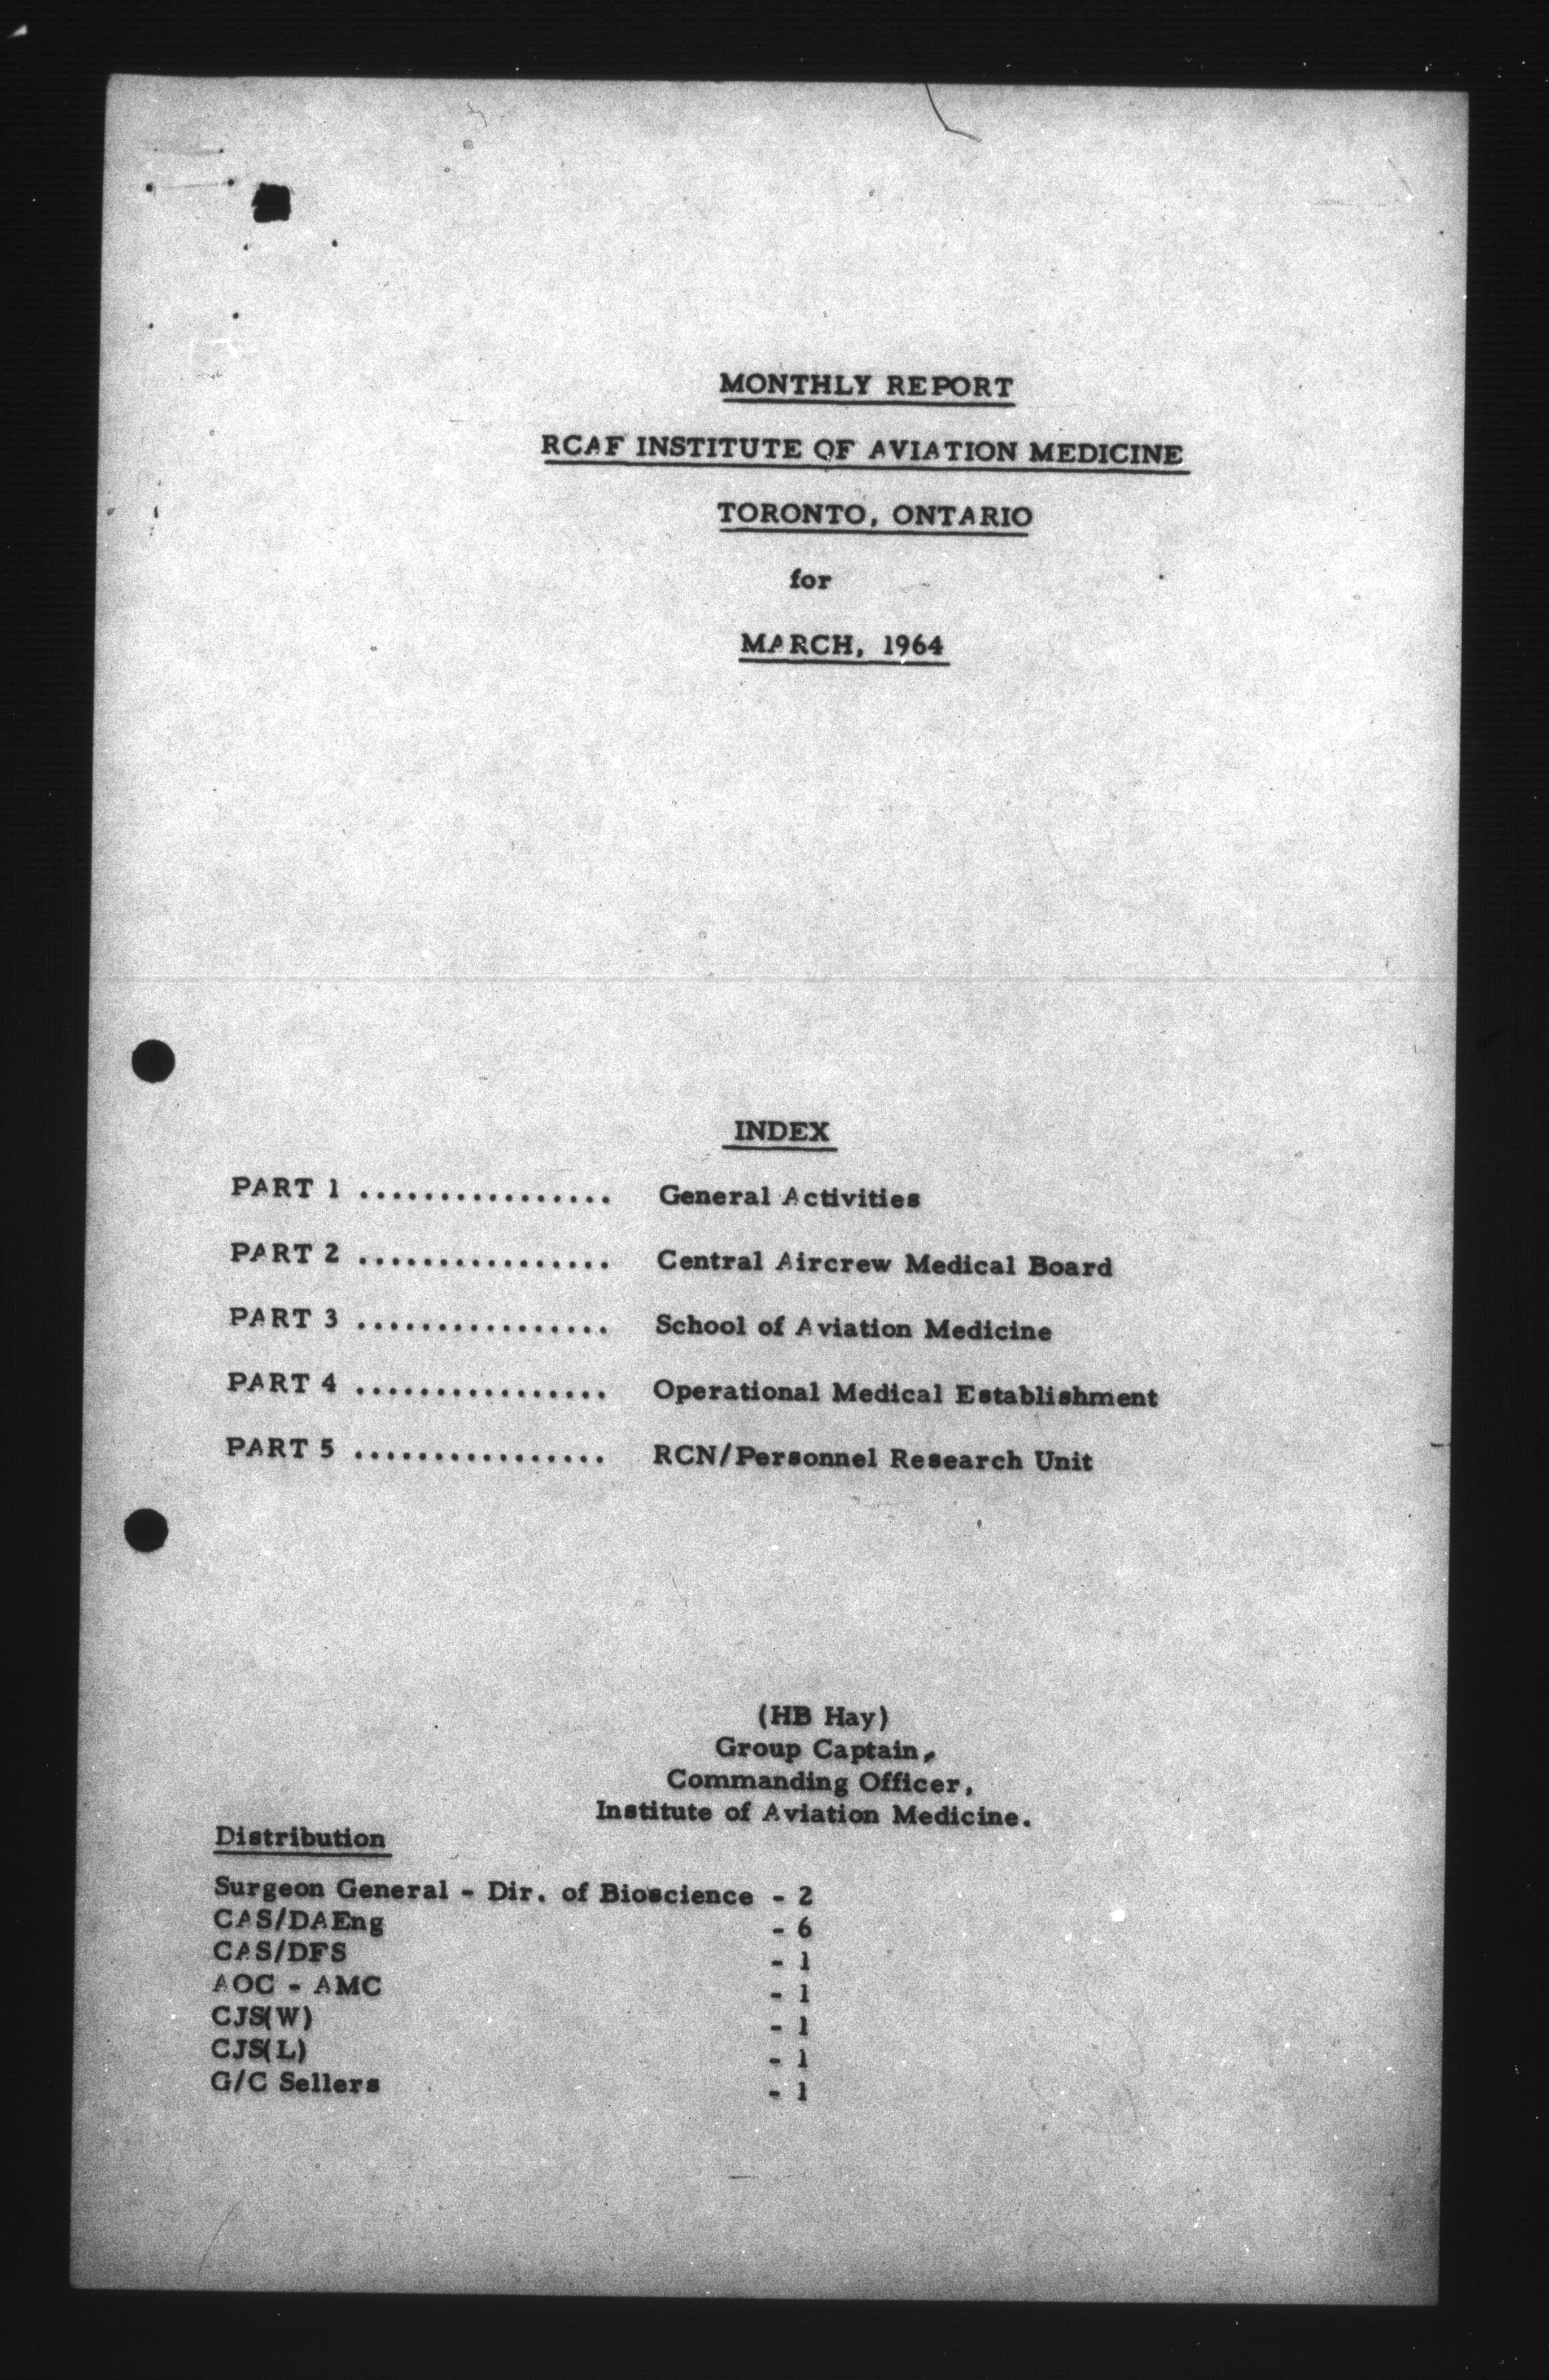 MONTHLY REPORT
RCAF INSTITUTE OF AVIATION MEDICINE
TORONTO, ONTARIO
for
MARCH, 1964
INDEX
PART 1 ................ General Activities
PART 2 ................ Central Aircrew Medical Board
PART 3 ................ School of Aviation Medicine
PART 4 ................ Operational Medical Establishment
PART 5 ................ RCN/Personnel Research Unit
(HB Hay)
Group Captain,
Commanding Officer,
Institute of Aviation Medicine.
Distribution
Surgeon General - Dir. of Bioscience - 2
CAS/DAEng - 6
CAS/DFS - 1
AOC - AMC - 1
CJS(W) - 1
CJS(L) - 1
G/C Sellers - 1